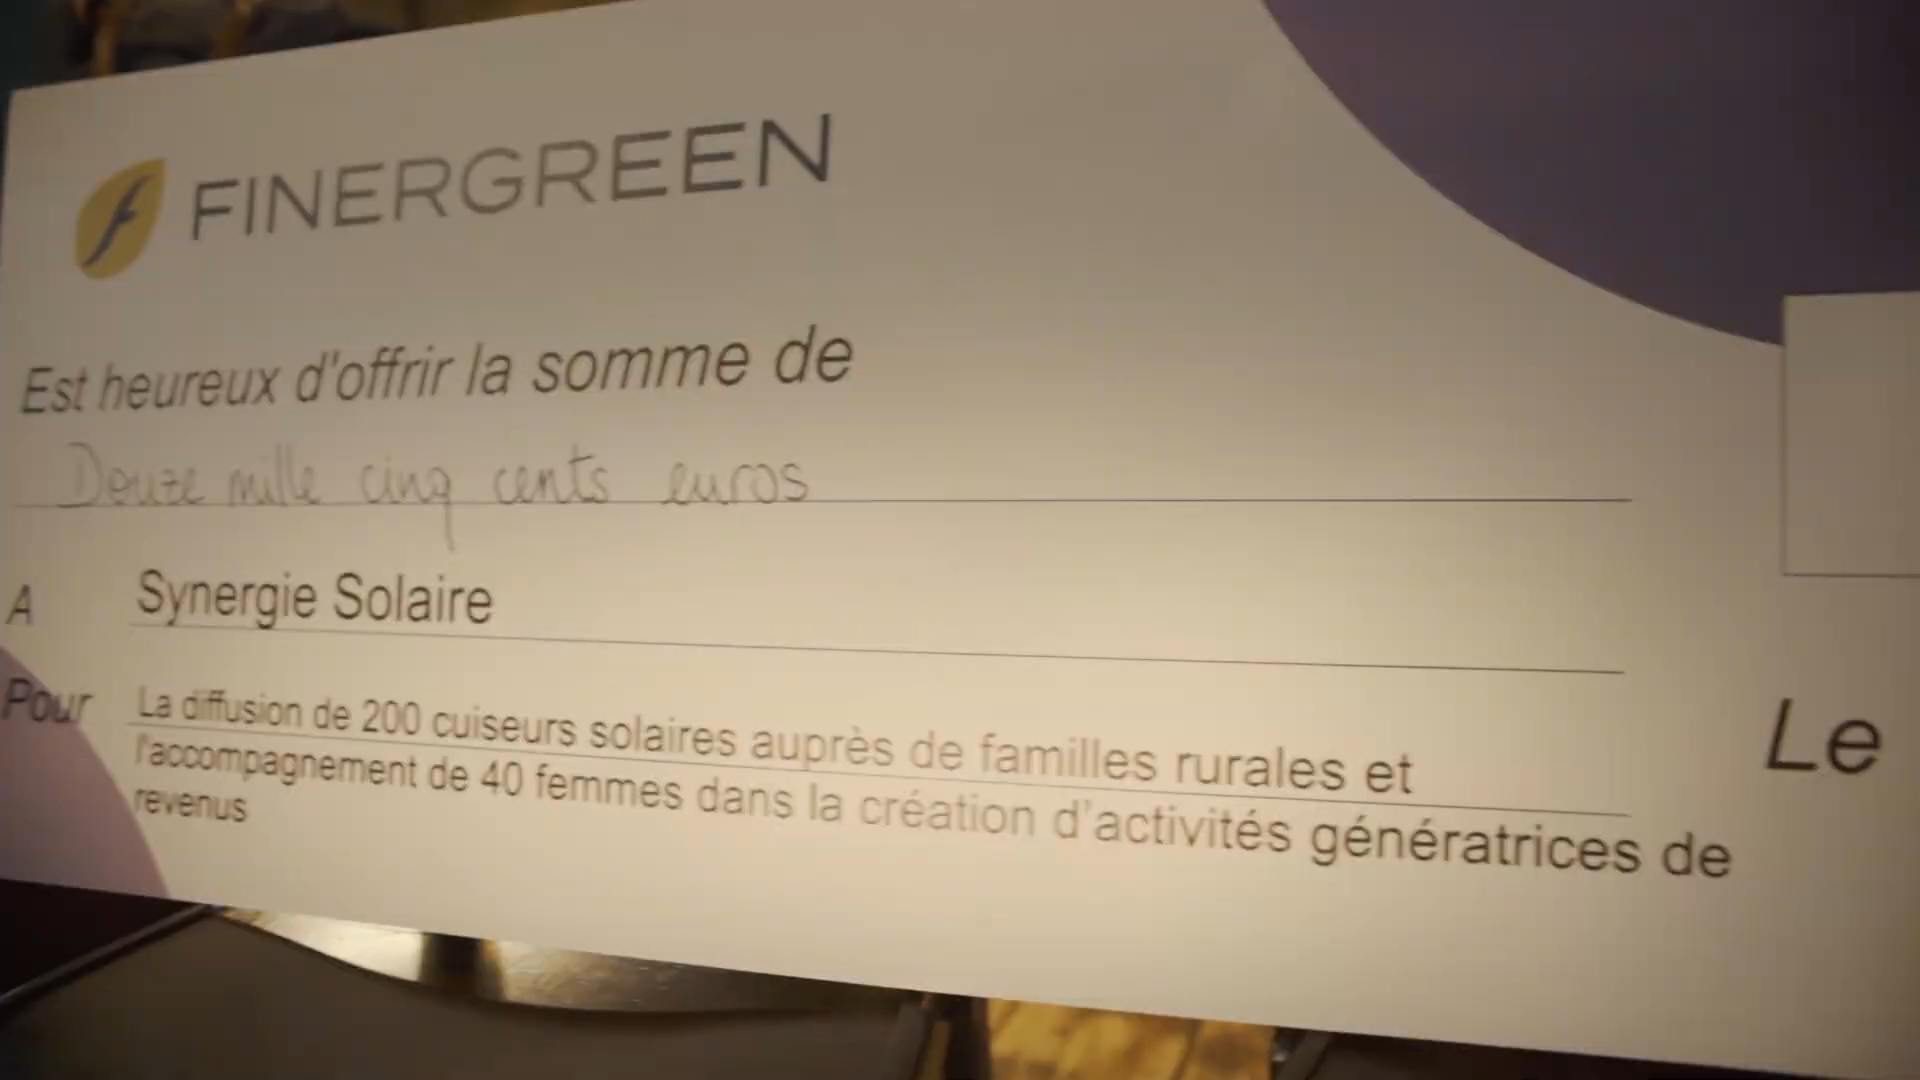 FINERGREEN
Est heureux d'offrir la somme de
Douze mille cinq cents euros
A Synergie Solaire
Pour La diffusion de 200 cuiseurs solaires auprès de familles rurales et
l'accompagnement de 40 femmes dans la création d'activités génératrices de
revenus
Le